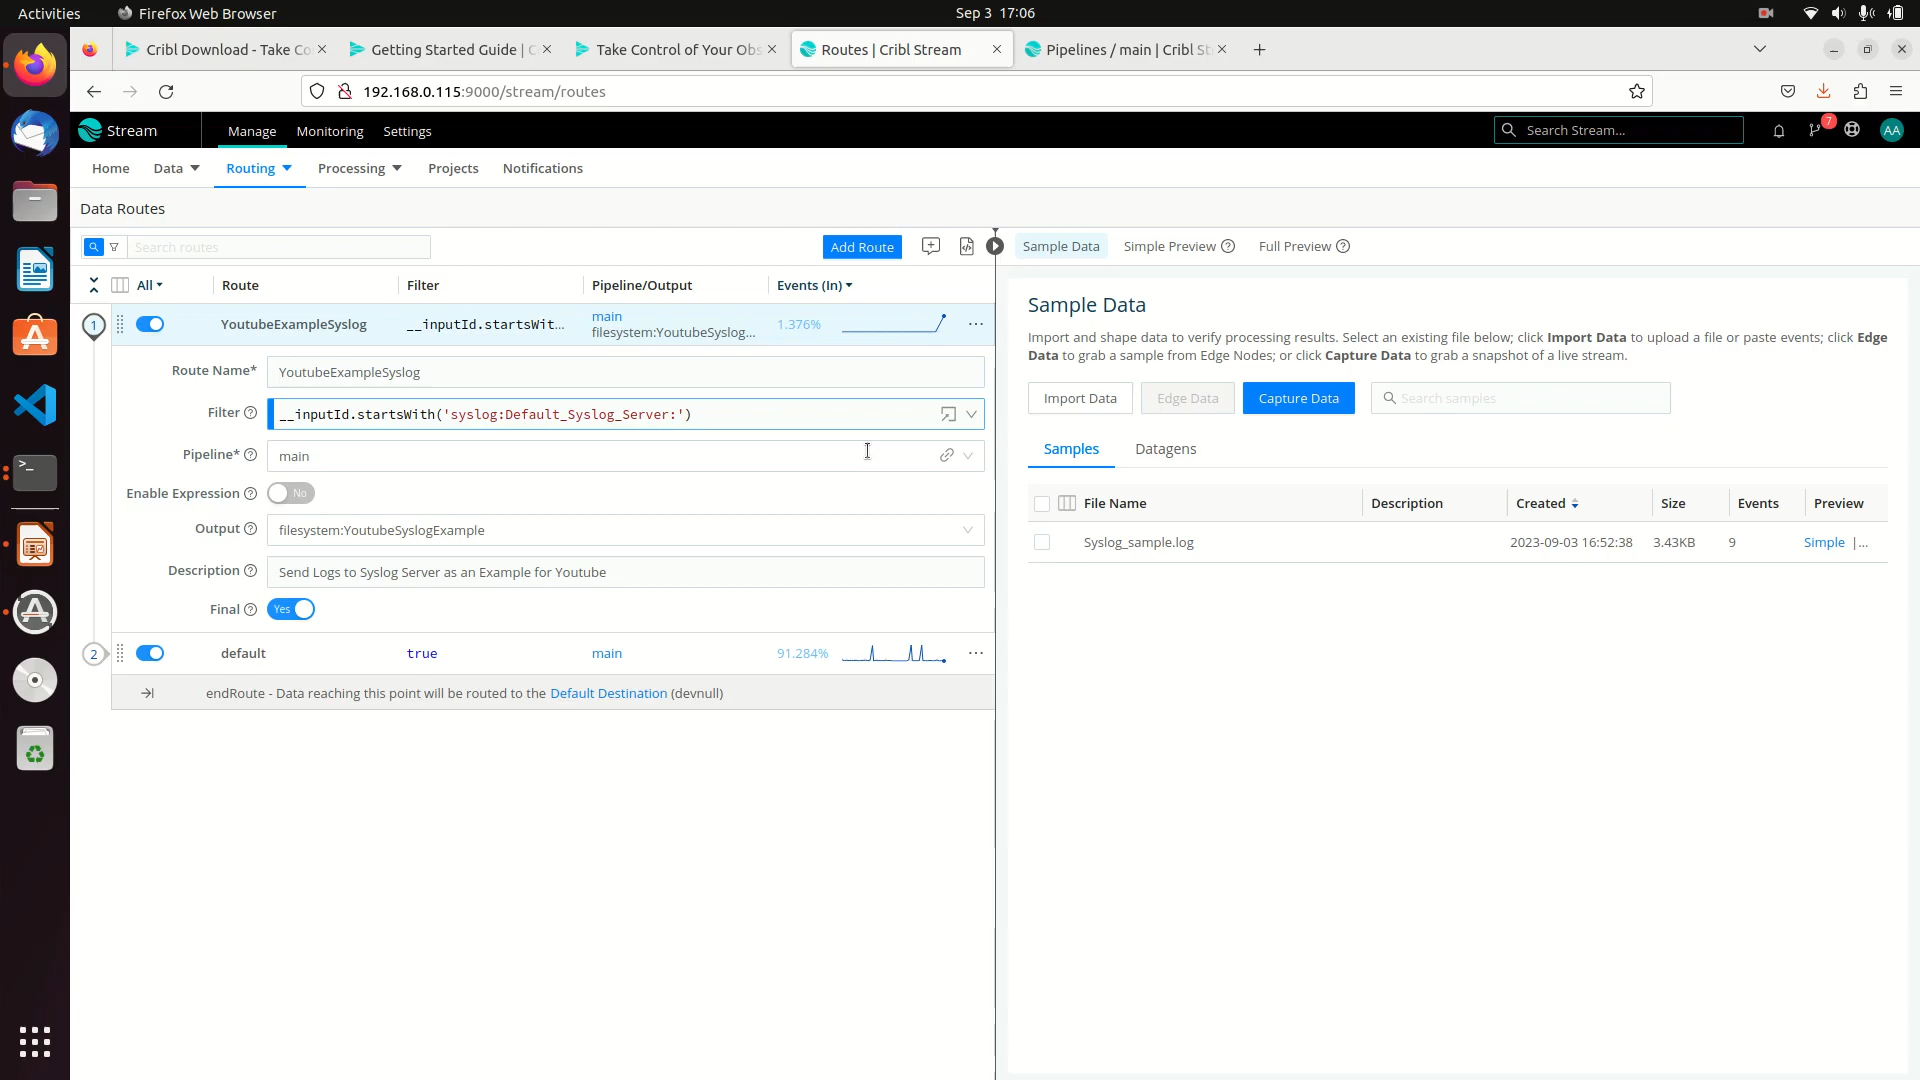 Activities
Firefox Web Browser
Sep 3 17:06
Cribl Download - Take Co
Getting Started Guide | C
Take Control of Your Obs
Routes | Cribl Stream
Pipelines / main | Cribl St
192.168.0.115:9000/stream/routes
Stream
Manage
Monitoring
Settings
Search Stream...
7
AA
Home
Data
Routing
Processing
Projects
Notifications
Data Routes
Search routes
Add Route
Sample Data
Simple Preview
Full Preview
All
Route
Filter
Pipeline/Output
Events (In)
1
YoutubeExampleSyslog
__inputId.startsWit...
main
filesystem:YoutubeSyslog...
1.376%
Route Name*
YoutubeExampleSyslog
Filter
__inputId.startsWith('syslog:Default_Syslog_Server:')
Pipeline*
main
Enable Expression
No
Output
filesystem:YoutubeSyslogExample
Description
Send Logs to Syslog Server as an Example for Youtube
Final
Yes
2
default
true
main
91.284%
endRoute - Data reaching this point will be routed to the Default Destination (devnull)
Sample Data
Import and shape data to verify processing results. Select an existing file below; click Import Data to upload a file or paste events; click Edge
Data to grab a sample from Edge Nodes; or click Capture Data to grab a snapshot of a live stream.
Import Data
Edge Data
Capture Data
Search samples
Samples
Datagens
File Name
Description
Created
Size
Events
Preview
Syslog_sample.log
2023-09-03 16:52:38
3.43KB
9
Simple |...